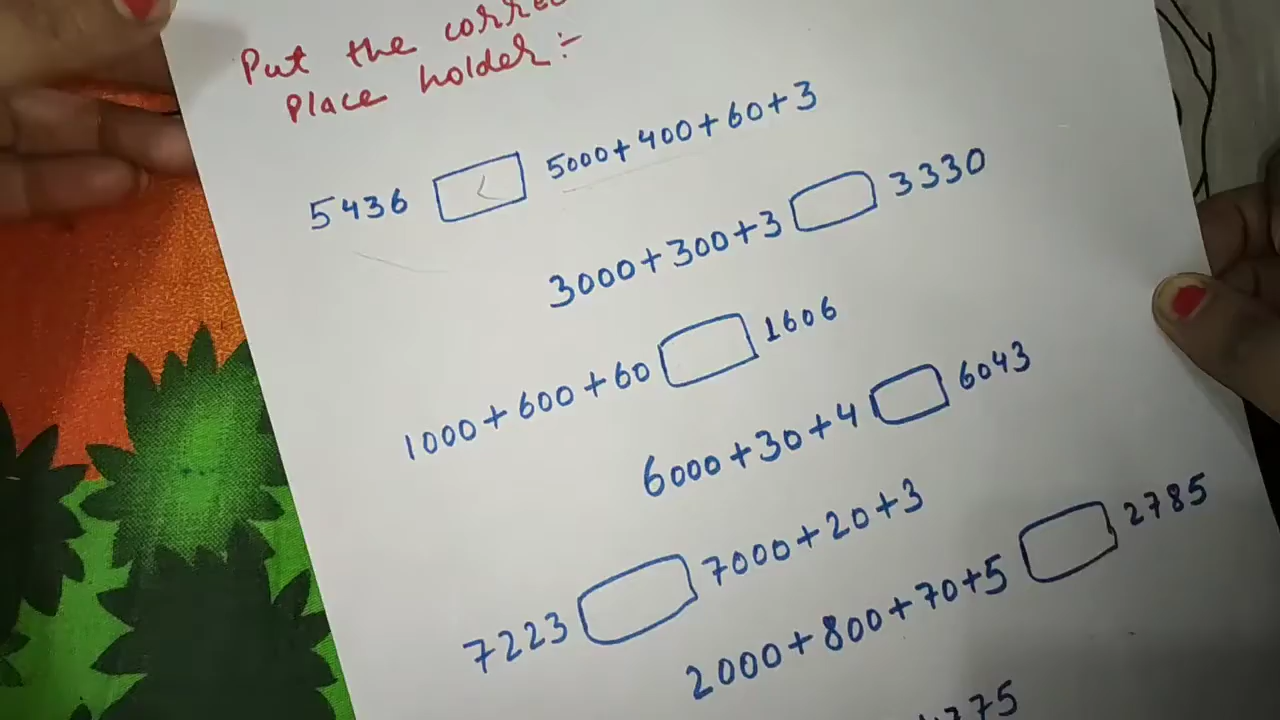 Put the
Place holder :-
5436 < 5000+400+60+3
3000+300+3 3330
1000+600+60 1606
6000+30+4 6043
7223 7000+20+3
2000+800+70+5 2785